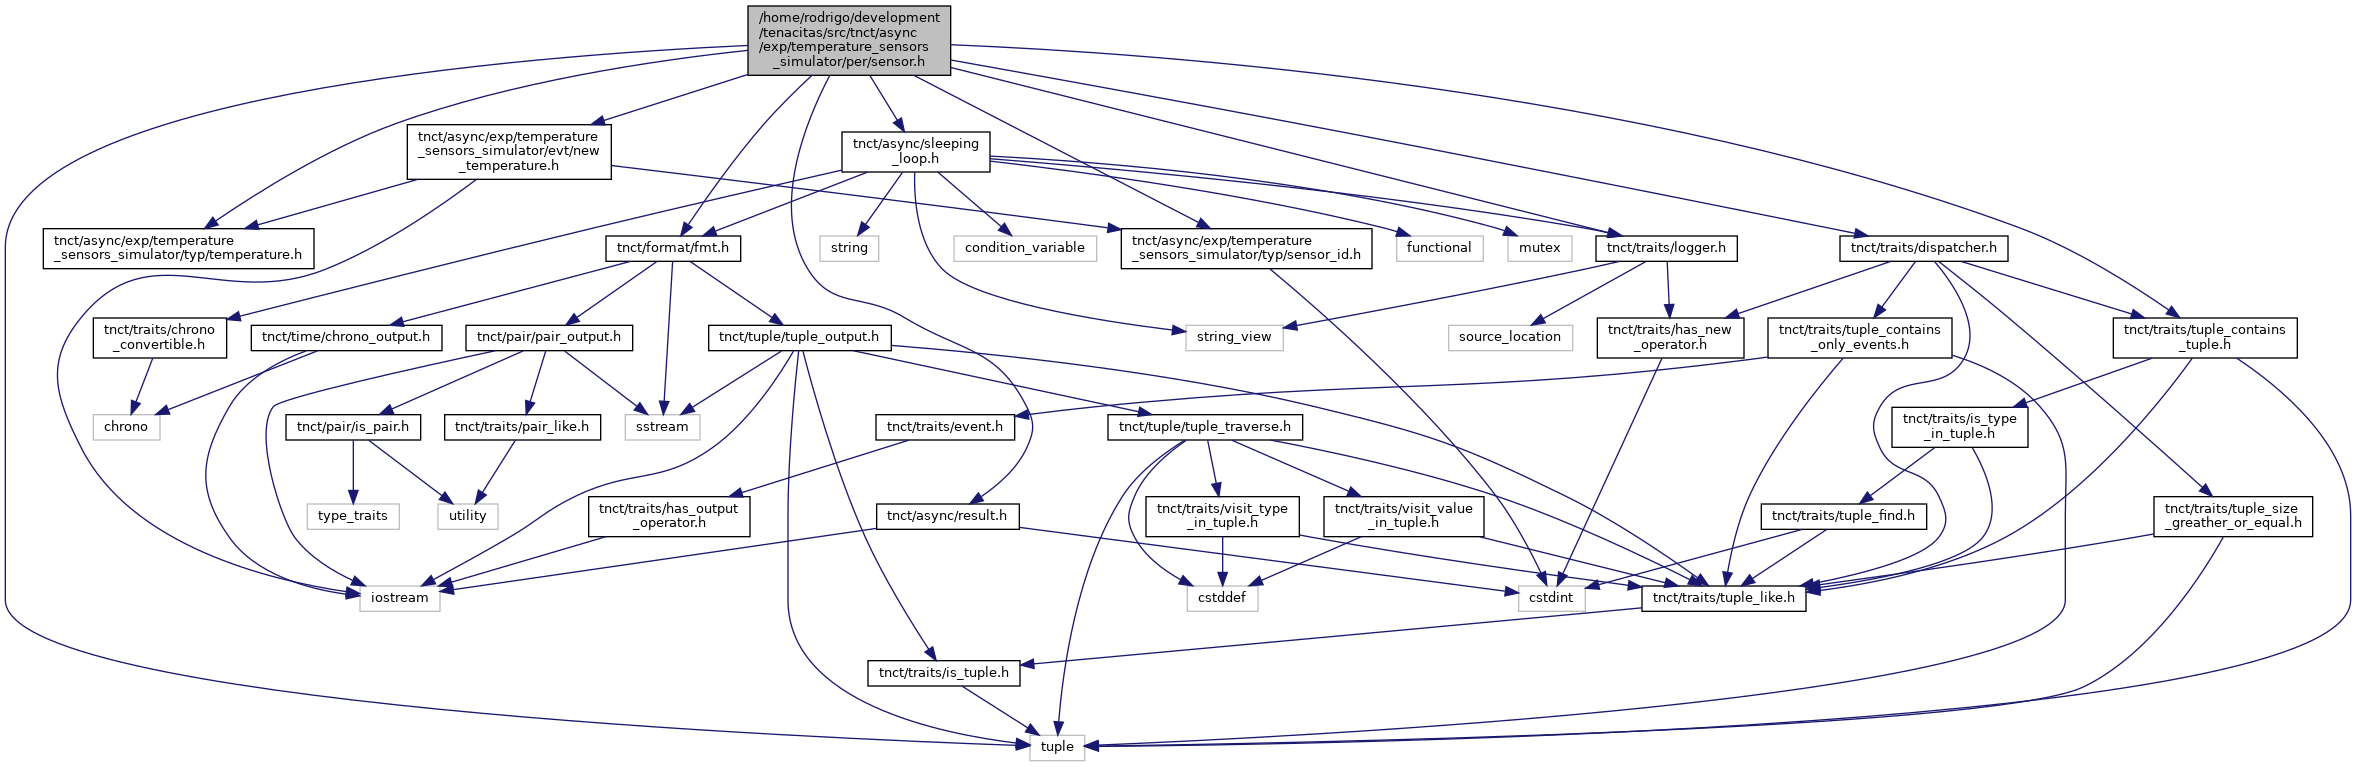 /home/rodrigo/development
/tenacitas/src/tnct/async
/exp/temperature_sensors
_simulator/per/sensor.h
tnct/async/exp/temperature
_sensors_simulator/evt/new
_temperature.h
tnct/async/sleeping
_loop.h
tnct/async/exp/temperature
_sensors_simulator/typ/temperature.h
tnct/format/fmt.h
string
condition_variable
tnct/async/exp/temperature
_sensors_simulator/typ/sensor_id.h
functional
mutex
tnct/traits/logger.h
tnct/traits/dispatcher.h
tnct/traits/chrono
_convertible.h
tnct/time/chrono_output.h
tnct/pair/pair_output.h
tnct/tuple/tuple_output.h
string_view
source_location
tnct/traits/has_new
_operator.h
tnct/traits/tuple_contains
_only_events.h
tnct/traits/tuple_contains
_tuple.h
chrono
tnct/pair/is_pair.h
tnct/traits/pair_like.h
sstream
tnct/traits/event.h
tnct/tuple/tuple_traverse.h
tnct/traits/is_type
_in_tuple.h
type_traits
utility
tnct/traits/has_output
_operator.h
tnct/async/result.h
tnct/traits/visit_type
_in_tuple.h
tnct/traits/visit_value
_in_tuple.h
tnct/traits/tuple_find.h
tnct/traits/tuple_size
_greather_or_equal.h
iostream
cstddef
cstdint
tnct/traits/tuple_like.h
tnct/traits/is_tuple.h
tuple